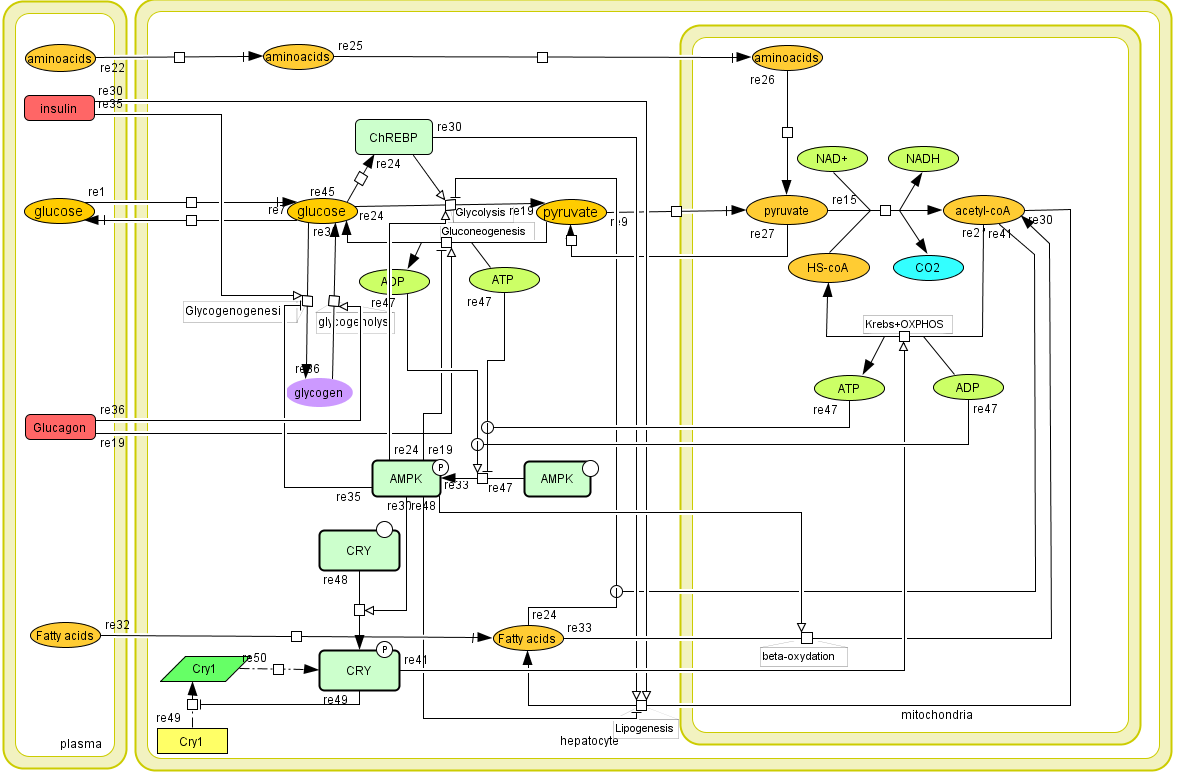 aminoacids
re22
aminoacids
re25
aminoacids
re26
re30
insulin
re35
ChREBP
re30
re24
NAD+
NADH
re1
glucose
re7
re45
glucose
re24
re3
Glycolysis
re19
Gluconeogenesis
pyruvate
re9
pyruvate
re27
re15
acetyl-coA
re30
re2
re41
ADP
re47
ATP
re47
HS-coA
CO2
Glycogenogenesi
glycogenolys
Krebs+OXPHOS
re36
glycogen
ATP
re47
ADP
re47
re36
Glucagon
re19
re24
re19
AMPK
P
re33
re47
AMPK
re35
re30
re48
CRY
re48
re24
re32
Fatty acids
Fatty acids
re33
beta-oxydation
re50
Cry1
CRY
P
re41
re49
re49
Cry1
Lipogenesis
plasma
hepatocyte
mitochondria